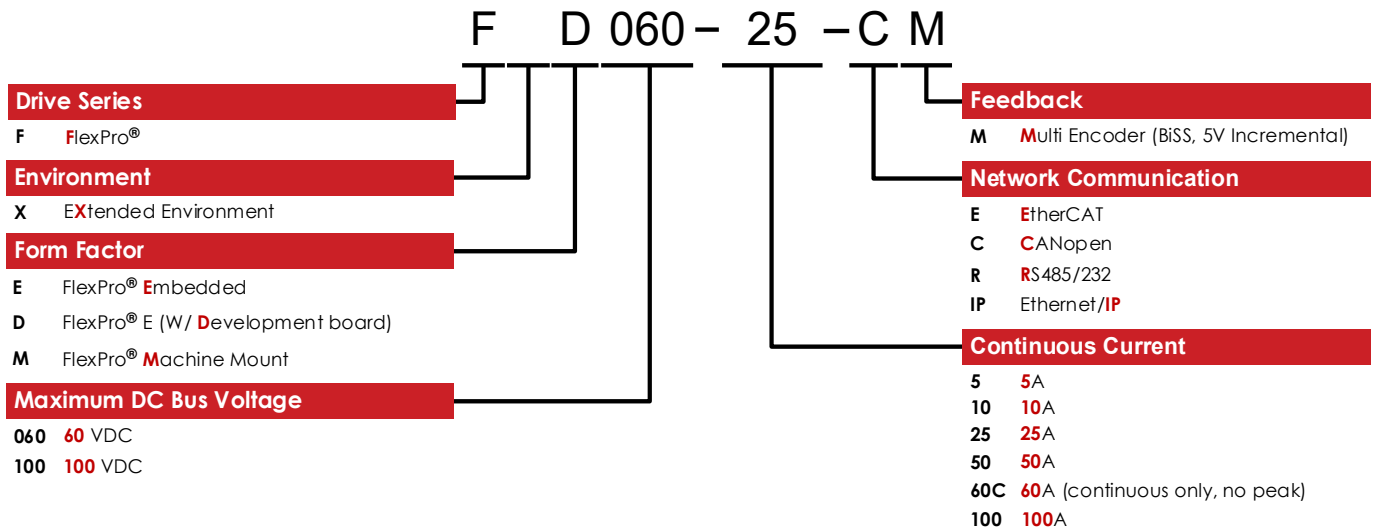 F D 060 – 25 – C M
Drive Series
F FlexPro®
Environment
X EXtended Environment
Form Factor
E FlexPro® Embedded
D FlexPro® E (W/ Development board)
M FlexPro® Machine Mount
Maximum DC Bus Voltage
060 60 VDC
100 100 VDC
Feedback
M Multi Encoder (BiSS, 5V Incremental)
Network Communication
E EtherCAT
C CANopen
R RS485/232
IP Ethernet/IP
Continuous Current
5 5A
10 10A
25 25A
50 50A
60C 60A (continuous only, no peak)
100 100A